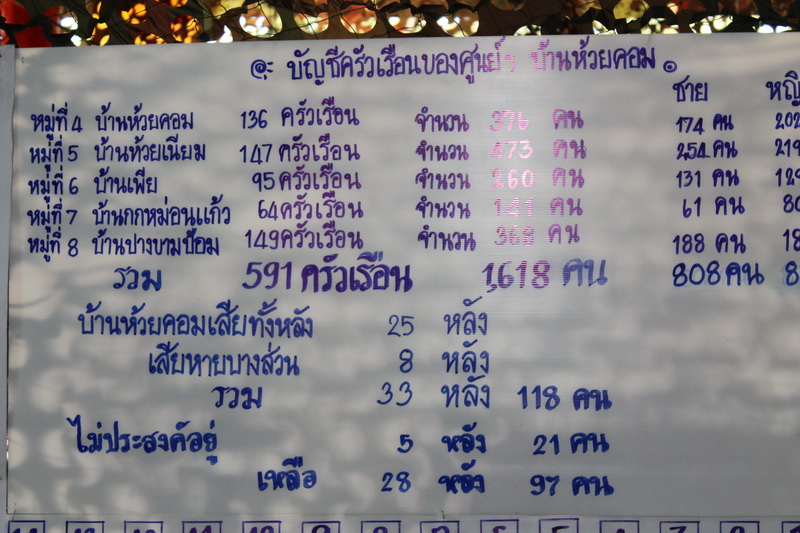 บัญชีครัวเรือนของศูนย์ฯ บ้านห้วยคอม
ชาย หญิ
หมู่ที่ 4 บ้านห้วยคอม 136 ครัวเรือน จำนวน 376 คน 174 คน 202
หมู่ที่ 5 บ้านห้วยเนียม 147 ครัวเรือน จำนวน 473 คน 254 คน 219
หมู่ที่ 6 บ้านเพีย 95 ครัวเรือน จำนวน 260 คน 131 คน 129
หมู่ที่ 7 บ้านกกหม่อนแก้ว 64 ครัวเรือน จำนวน 141 คน 61 คน 80
หมู่ที่ 8 บ้านปางขามป้อม 149 ครัวเรือน จำนวน 368 คน 188 คน 18
รวม 591 ครัวเรือน 1,618 คน 808 คน 8
บ้านห้วยคอมเสียทั้งหลัง 25 หลัง
เสียหายบางส่วน 8 หลัง
รวม 33 หลัง 118 คน
ไม่ประสงค์อยู่ 5 หลัง 21 คน
เหลือ 28 หลัง 97 คน